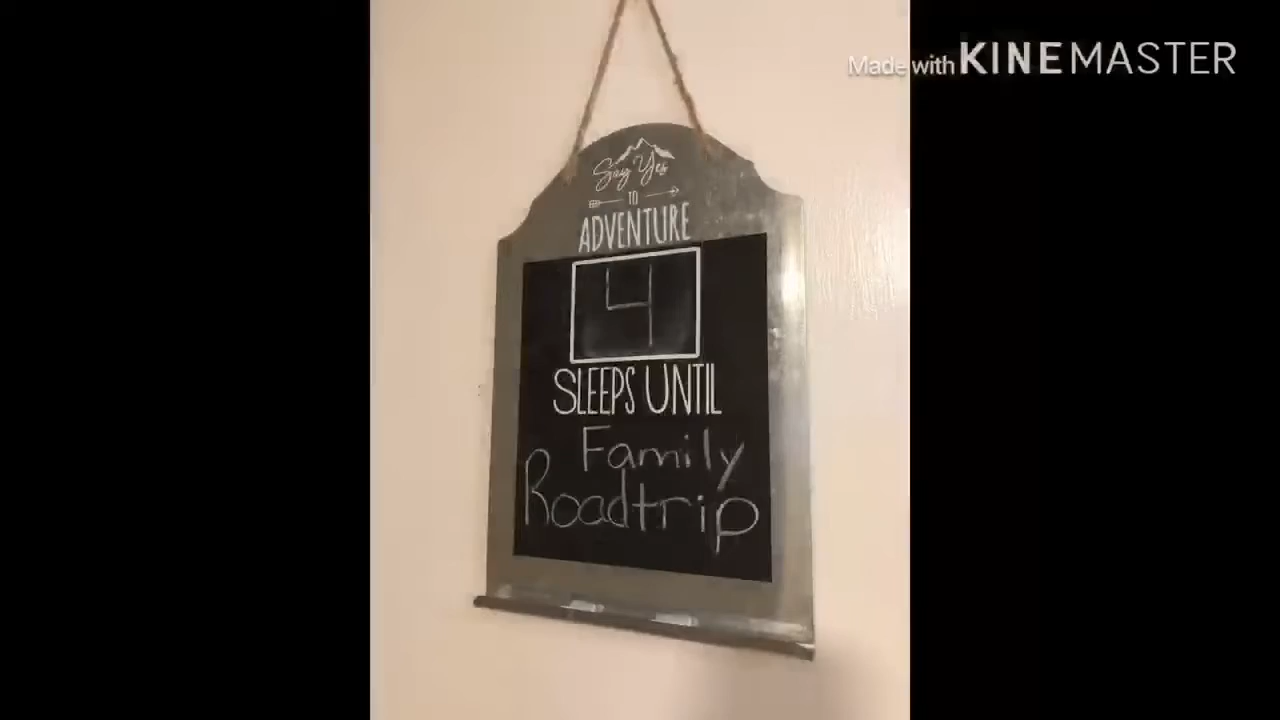 Made with KINEMASTER
Say Yes
TO
ADVENTURE
4
SLEEPS UNTIL
Family
Roadtrip